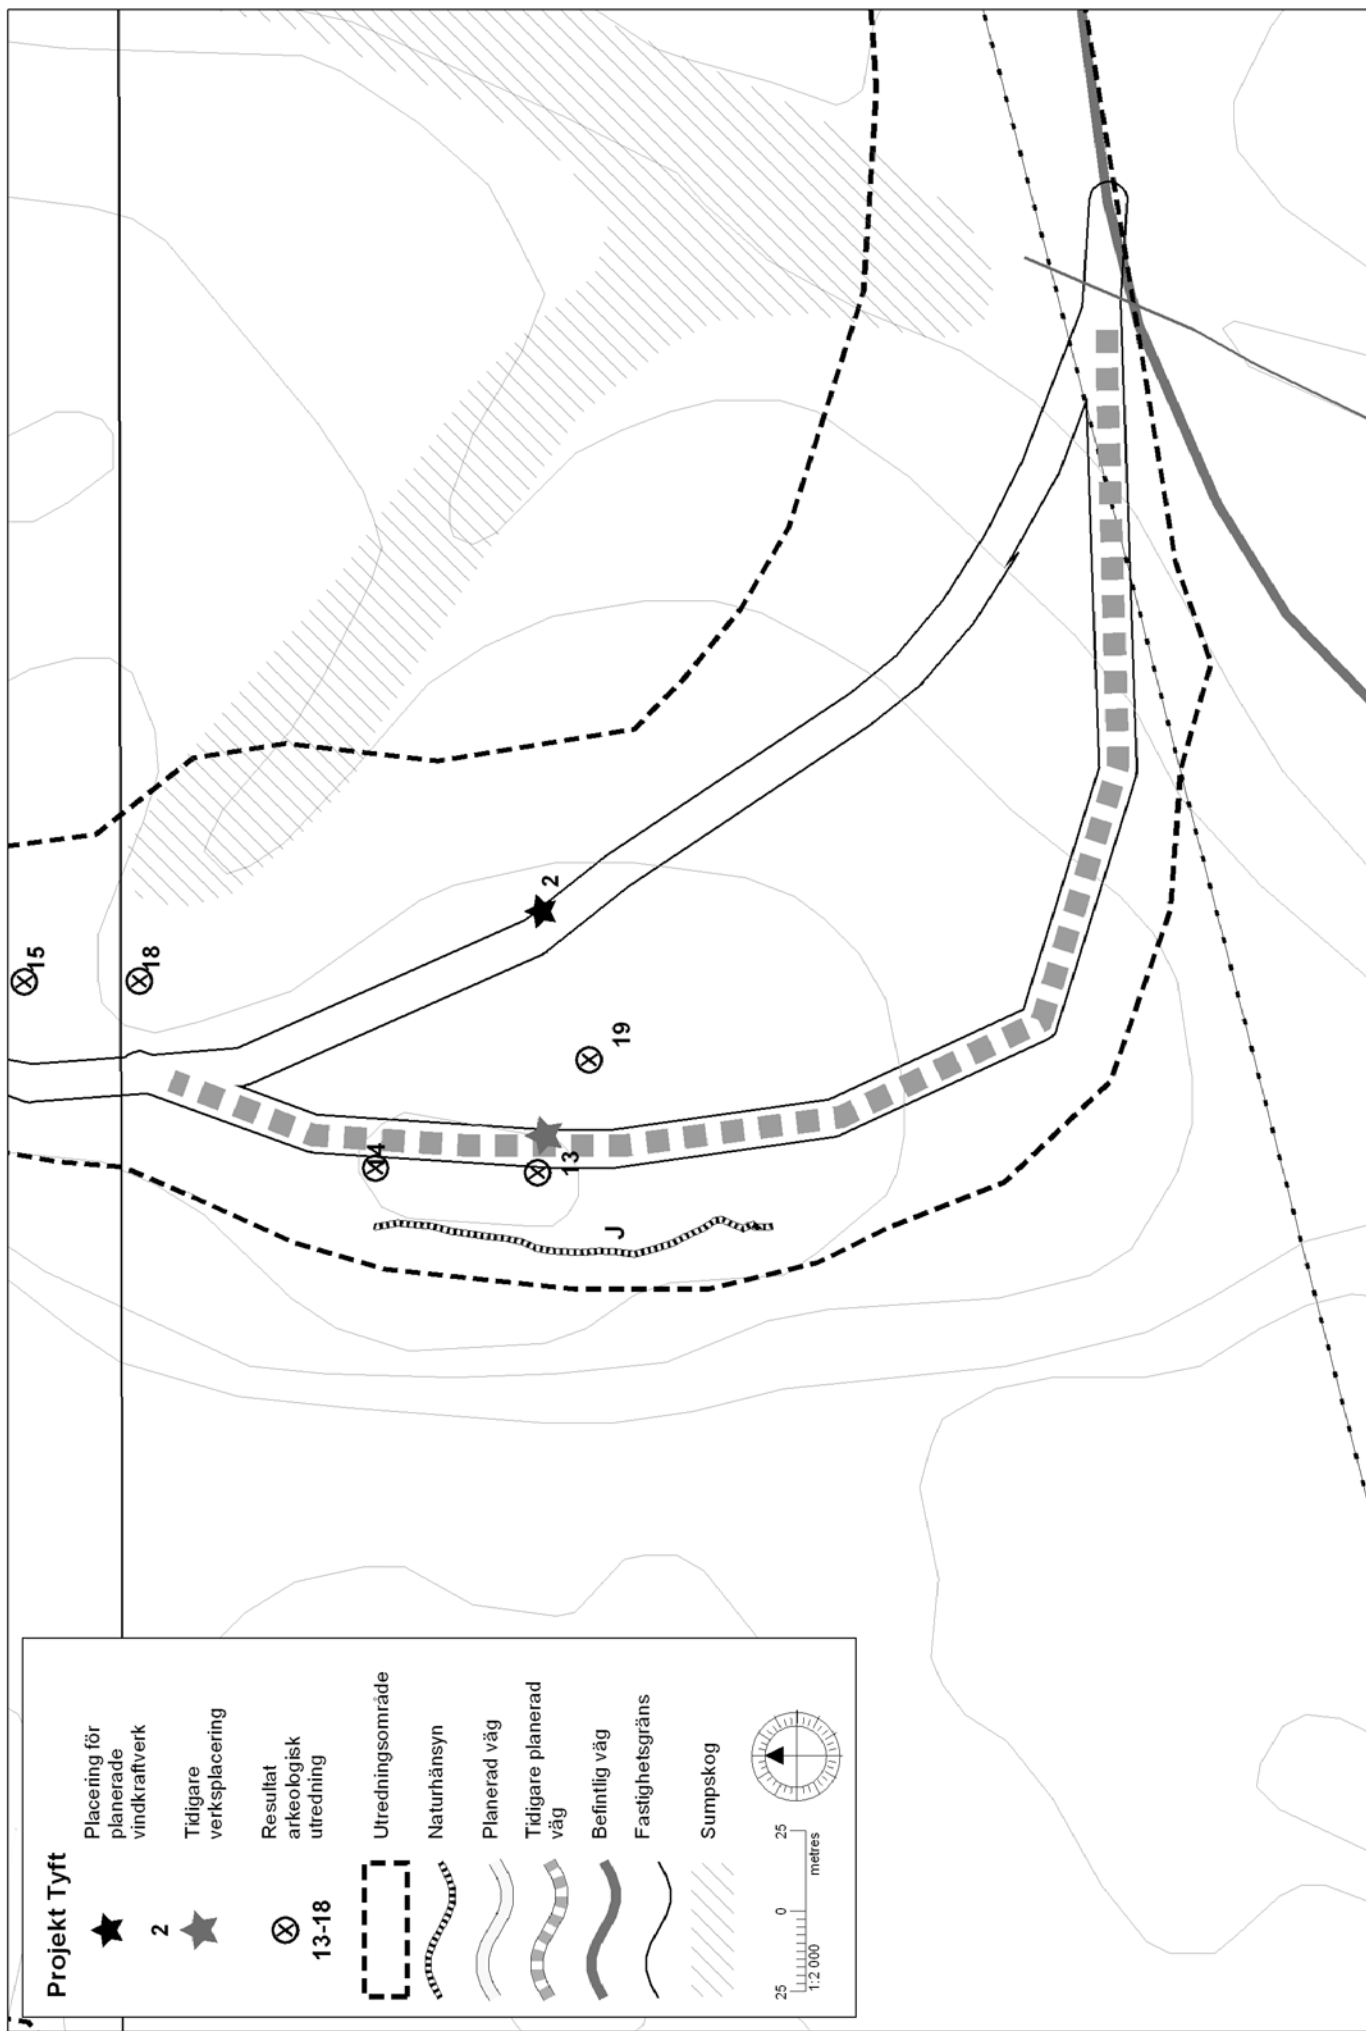 Projekt Tyft
2
Placering för
planerade
vindkraftverk
Tidigare
verksplacering
13-18
Resultat
arkeologisk
utredning
Utredningsområde
Naturhänsyn
Planerad väg
Tidigare planerad
väg
Befintlig väg
Fastighetsgräns
Sumpskog
25 0 25
1:2 000 metres
15
18
2
19
14
13
J